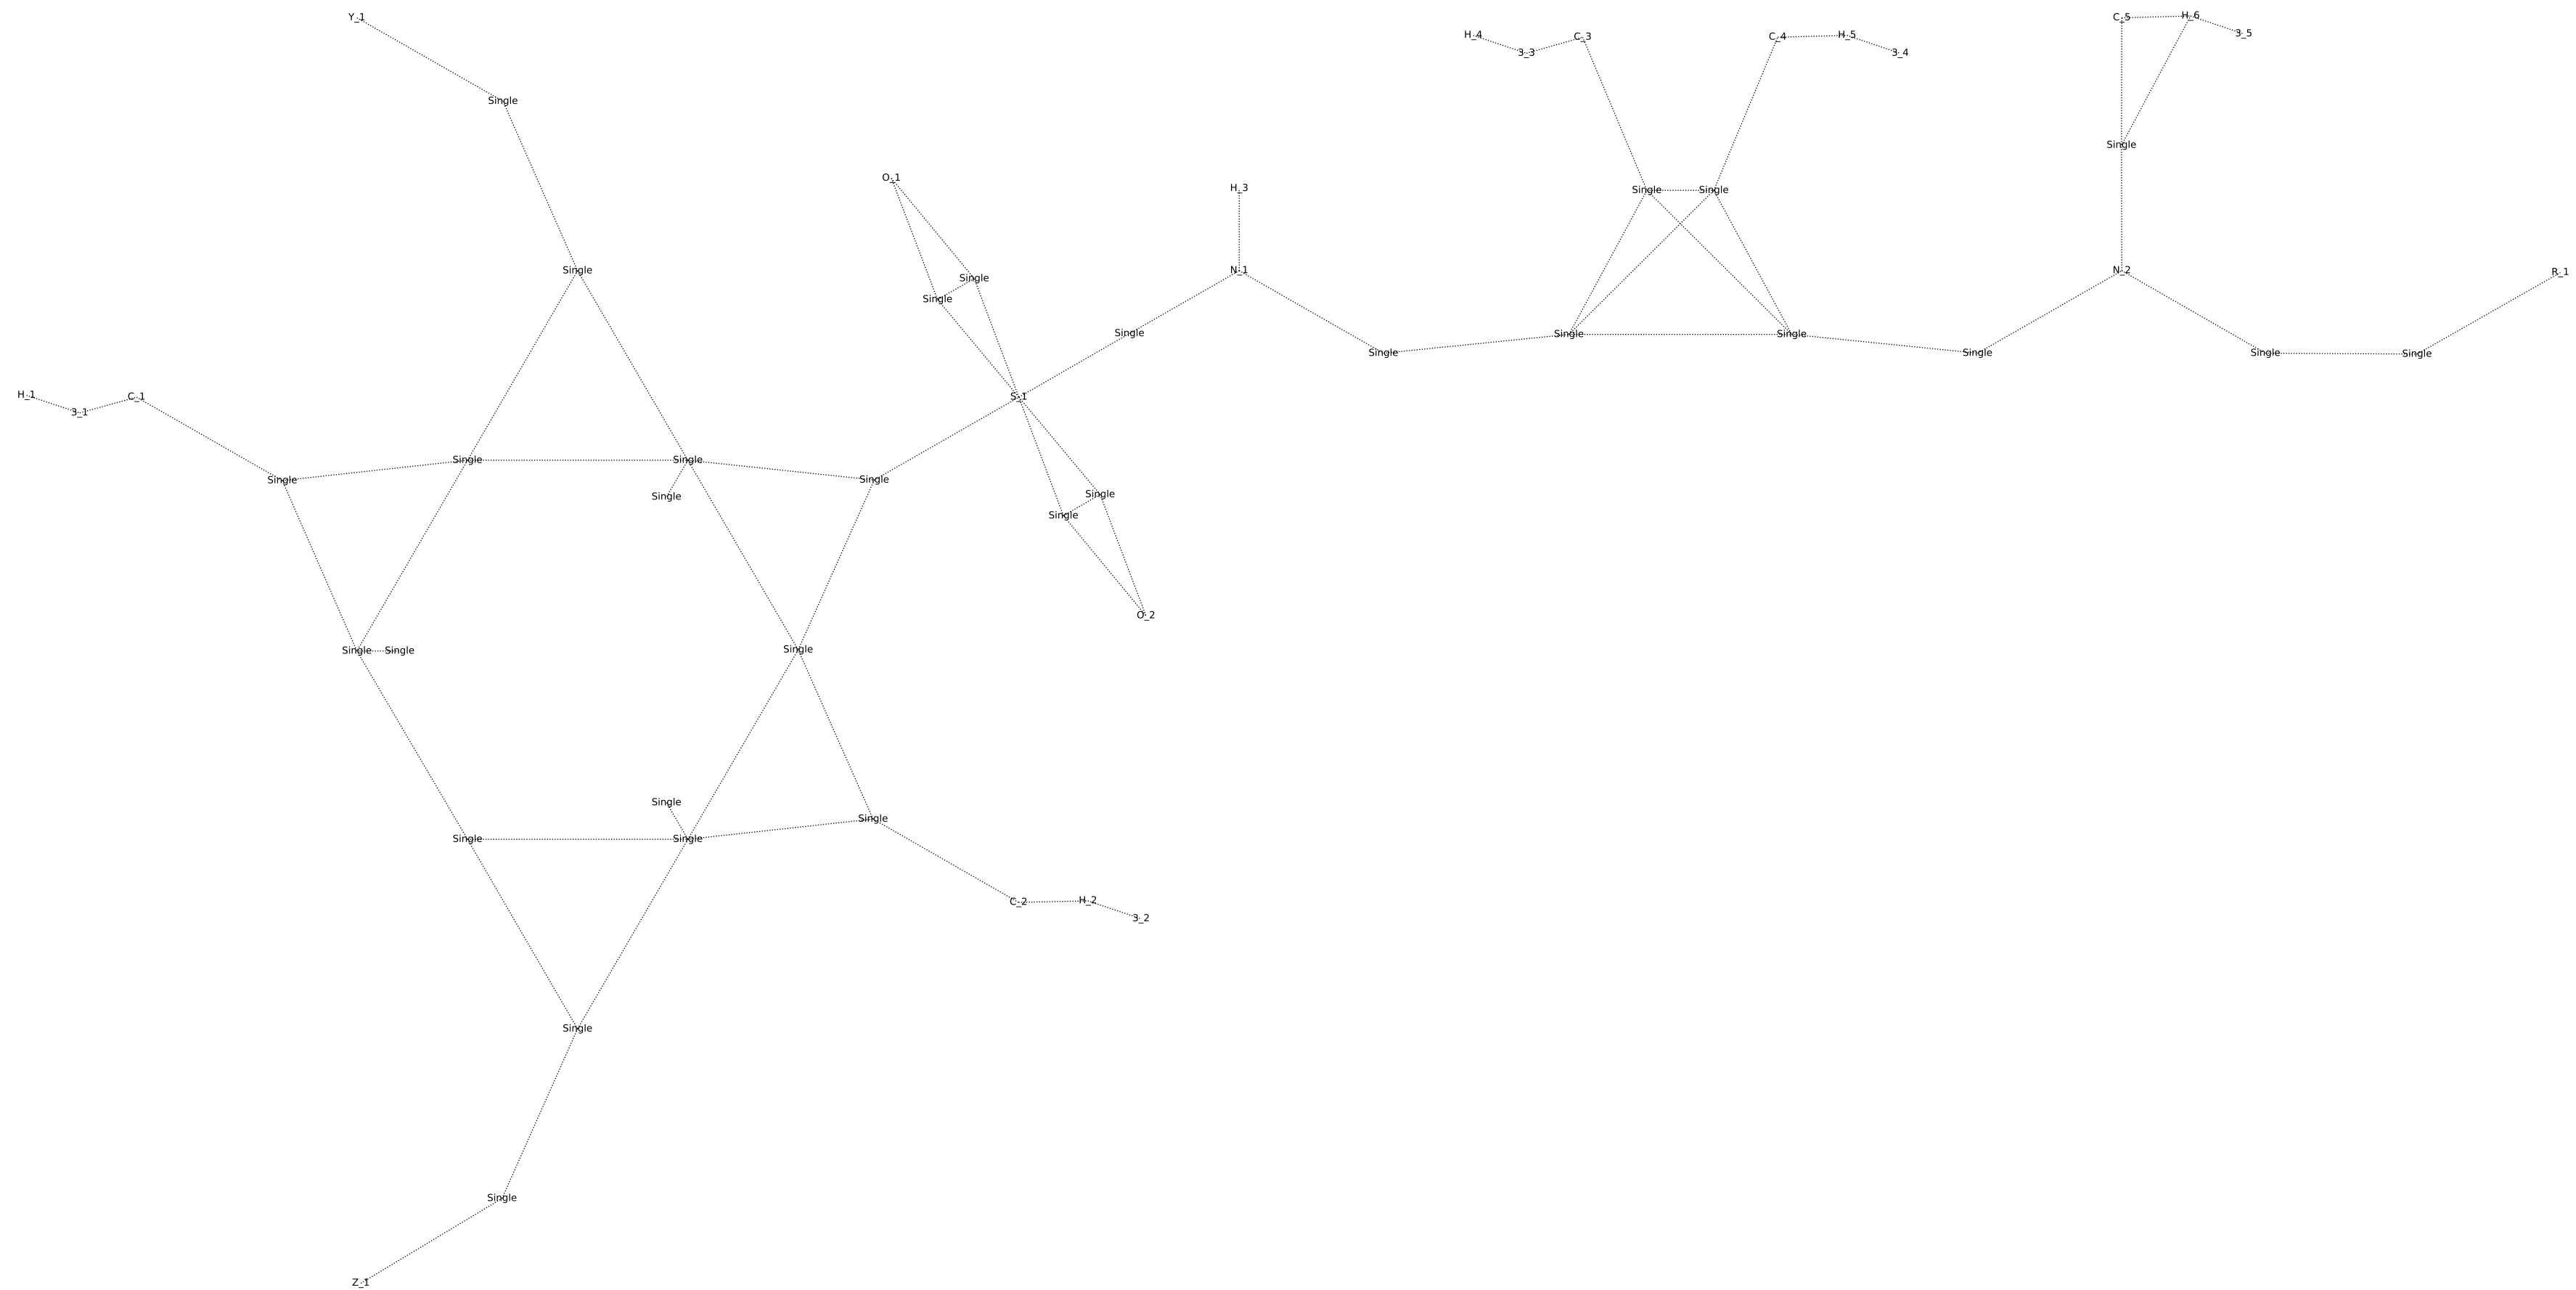 Y_1
C_5 H_6 3_5
H_4 3_3 C_3 C_4 H_5 3_4
Single
Single
O_1
H_3 Single Single
Single N_1 N_2 R_1
Single
Single
Single Single Single
Single Single Single Single
H_1 3_1 C_1 S_1
Single Single
Single Single
Single Single
Single
O_2
Single Single Single
Single
Single
Single Single
C_2 H_2 3_2
Single
Single
Z_1